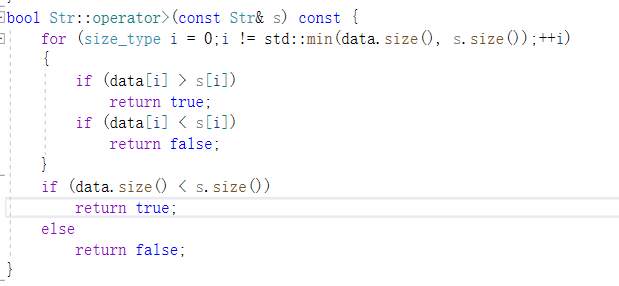 bool Str::operator>(const Str& s) const {
    for (size_type i = 0;i != std::min(data.size(), s.size());++i)
    {
        if (data[i] > s[i])
            return true;
        if (data[i] < s[i])
            return false;
    }
    if (data.size() < s.size())
        return true;
    else
        return false;
}